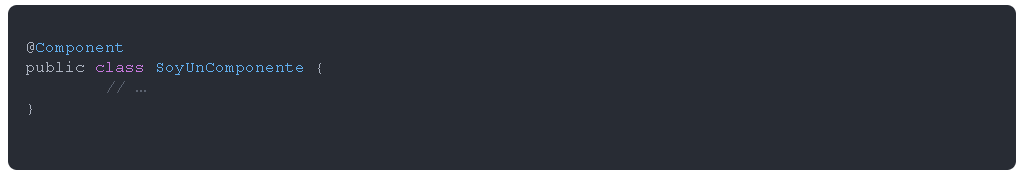 @Component
public class SoyUnComponente {
// …
}